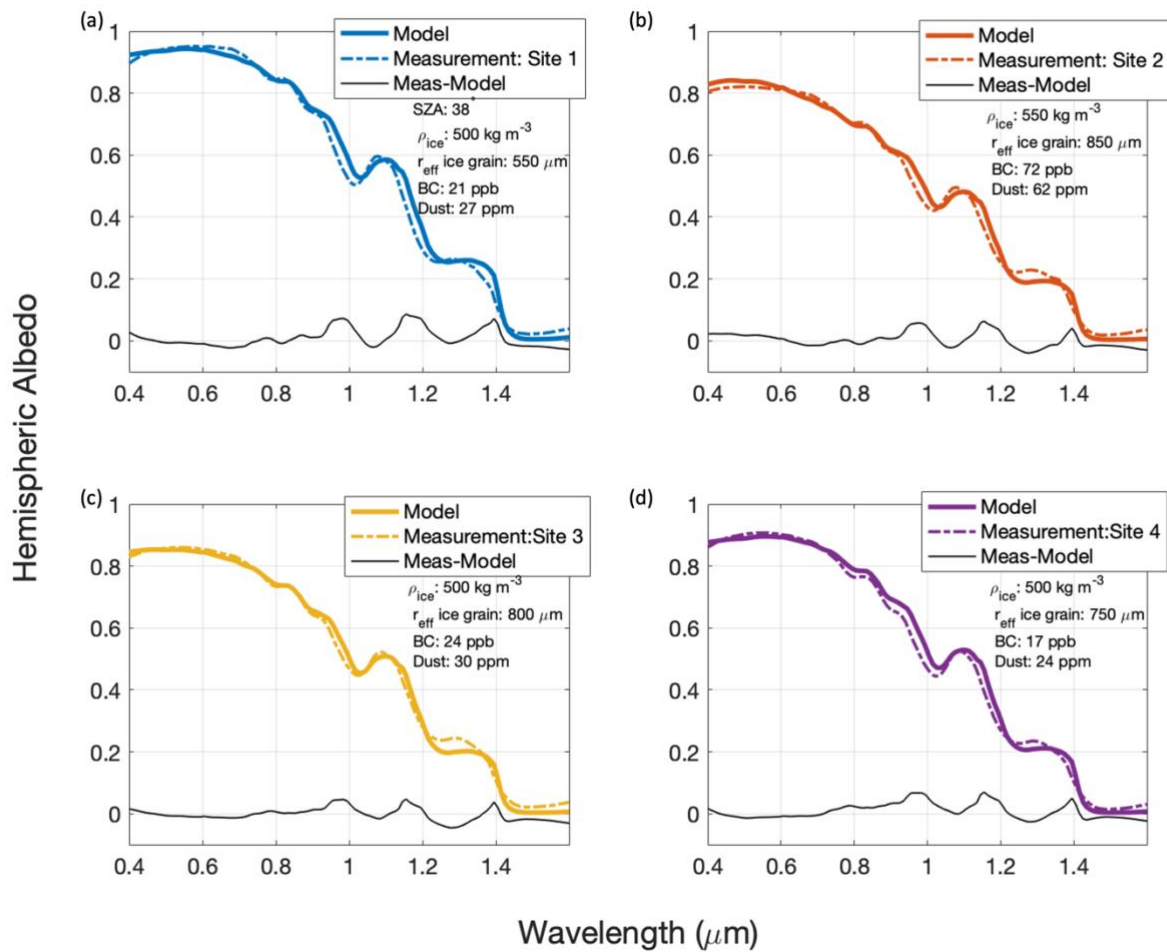 (a)
Model
Measurement: Site 1
Meas-Model
SZA: 38°
ρice: 500 kg m-3
reff ice grain: 550 μm
BC: 21 ppb
Dust: 27 ppm
1
0.8
0.6
0.4
0.2
0
0.4 0.6 0.8 1 1.2 1.4
(b)
Model
Measurement: Site 2
Meas-Model
ρice: 550 kg m-3
reff ice grain: 850 μm
BC: 72 ppb
Dust: 62 ppm
1
0.8
0.6
0.4
0.2
0
0.4 0.6 0.8 1 1.2 1.4
Hemispheric Albedo
(c)
Model
Measurement:Site 3
Meas-Model
ρice: 500 kg m-3
reff ice grain: 800 μm
BC: 24 ppb
Dust: 30 ppm
1
0.8
0.6
0.4
0.2
0
0.4 0.6 0.8 1 1.2 1.4
(d)
Model
Measurement:Site 4
Meas-Model
ρice: 500 kg m-3
reff ice grain: 750 μm
BC: 17 ppb
Dust: 24 ppm
1
0.8
0.6
0.4
0.2
0
0.4 0.6 0.8 1 1.2 1.4
Wavelength (μm)